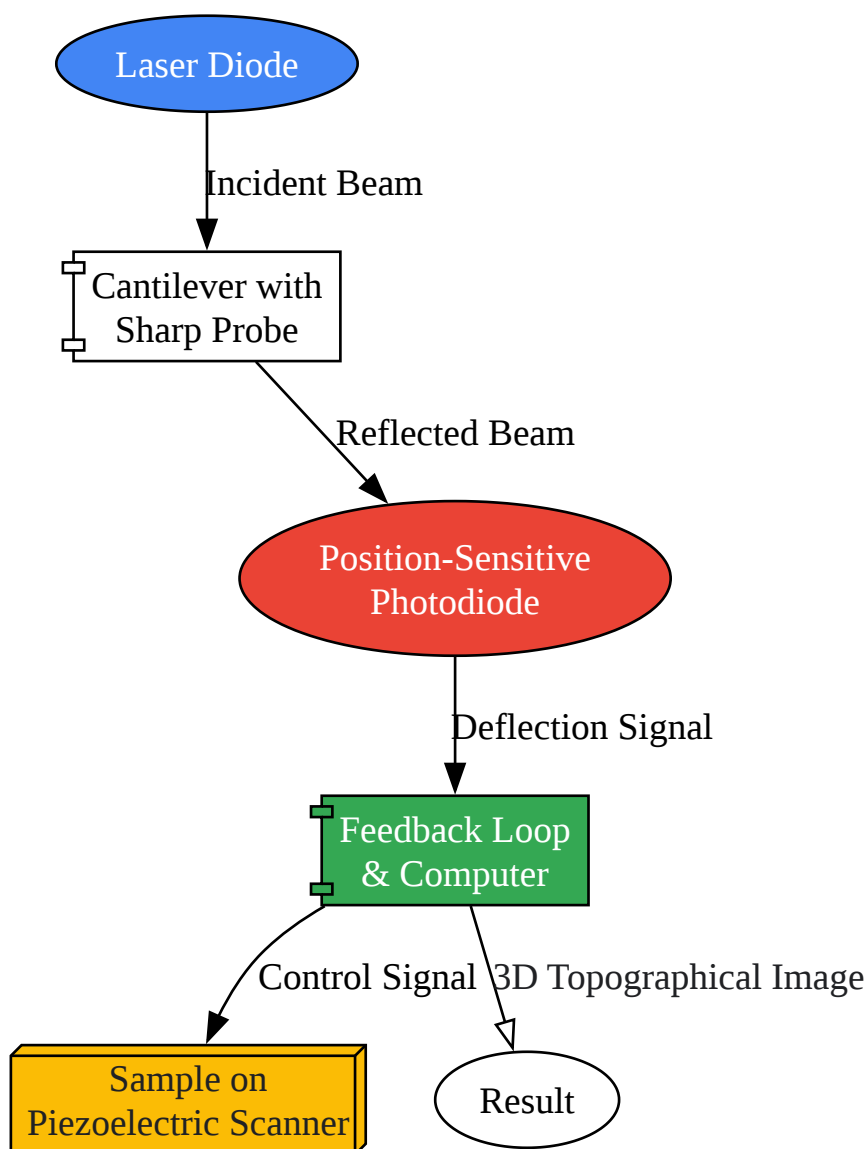 Laser Diode
Incident Beam
Cantilever with
Sharp Probe
Reflected Beam
Position-Sensitive
Photodiode
Deflection Signal
Feedback Loop
& Computer
Control Signal
3D Topographical Image
Sample on
Piezoelectric Scanner
Result